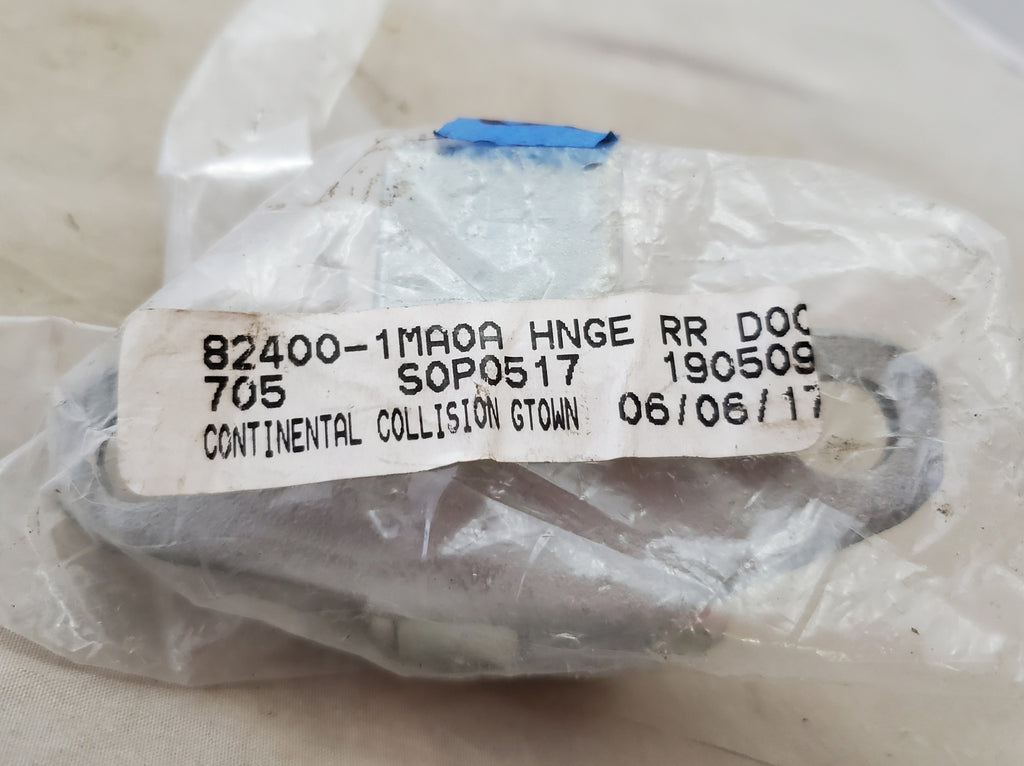 82400-1MA0A HNGE RR DOO
705 SOP0517 190509
CONTINENTAL COLLISION GTOWN 06/06/17